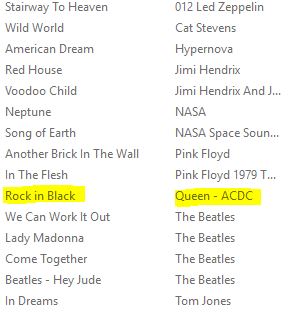 Stairway To Heaven 012 Led Zeppelin
Wild World Cat Stevens
American Dream Hypernova
Red House Jimi Hendrix
Voodoo Child Jimi Hendrix And J...
Neptune NASA
Song of Earth NASA Space Soun...
Another Brick In The Wall Pink Floyd
In The Flesh Pink Floyd 1979 T...
Rock in Black Queen - ACDC
We Can Work It Out The Beatles
Lady Madonna The Beatles
Come Together The Beatles
Beatles - Hey Jude The Beatles
In Dreams Tom Jones